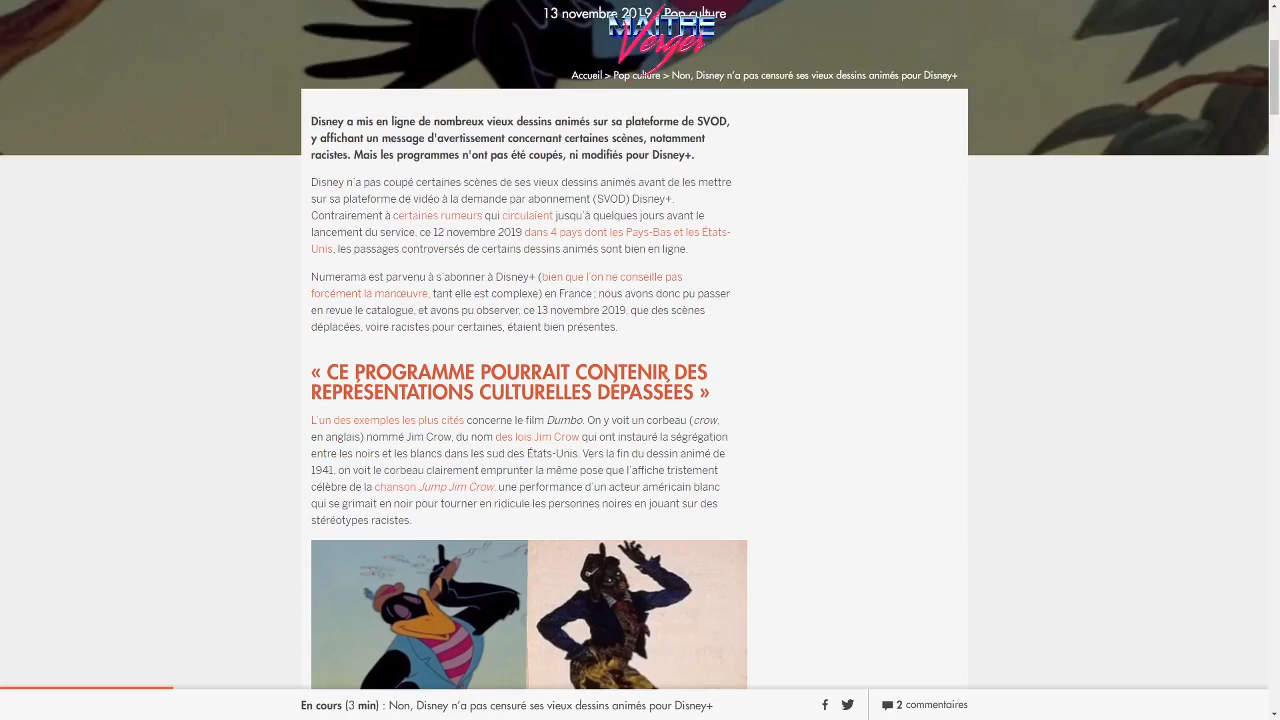 13 novembre 2019 - Pop culture
MAITRE
Verger
Accueil > Pop culture > Non, Disney n’a pas censuré ses vieux dessins animés pour Disney+
Disney a mis en ligne de nombreux vieux dessins animés sur sa plateforme de SVOD,
y affichant un message d'avertissement concernant certaines scènes, notamment
racistes. Mais les programmes n'ont pas été coupés, ni modifiés pour Disney+.
Disney n’a pas coupé certaines scènes de ses vieux dessins animés avant de les mettre
sur sa plateforme de vidéo à la demande par abonnement (SVOD) Disney+.
Contrairement à certaines rumeurs qui circulaient jusqu’à quelques jours avant le
lancement du service, ce 12 novembre 2019 dans 4 pays dont les Pays-Bas et les États-
Unis, les passages controversés de certains dessins animés sont bien en ligne.
Numerama est parvenu à s’abonner à Disney+ (bien que l’on ne conseille pas
forcément la manœuvre, tant elle est complexe) en France ; nous avons donc pu passer
en revue le catalogue, et avons pu observer, ce 13 novembre 2019, que des scènes
déplacées, voire racistes pour certaines, étaient bien présentes.
« CE PROGRAMME POURRAIT CONTENIR DES
REPRÉSENTATIONS CULTURELLES DÉPASSÉES »
L’un des exemples les plus cités concerne le film Dumbo. On y voit un corbeau (crow,
en anglais) nommé Jim Crow, du nom des lois Jim Crow qui ont instauré la ségrégation
entre les noirs et les blancs dans les sud des États-Unis. Vers la fin du dessin animé de
1941, on voit le corbeau clairement emprunter la même pose que l’affiche tristement
célèbre de la chanson Jump Jim Crow, une performance d’un acteur américain blanc
qui se grimait en noir pour tourner en ridicule les personnes noires en jouant sur des
stéréotypes racistes.
En cours (3 min) : Non, Disney n’a pas censuré ses vieux dessins animés pour Disney+
2 commentaires